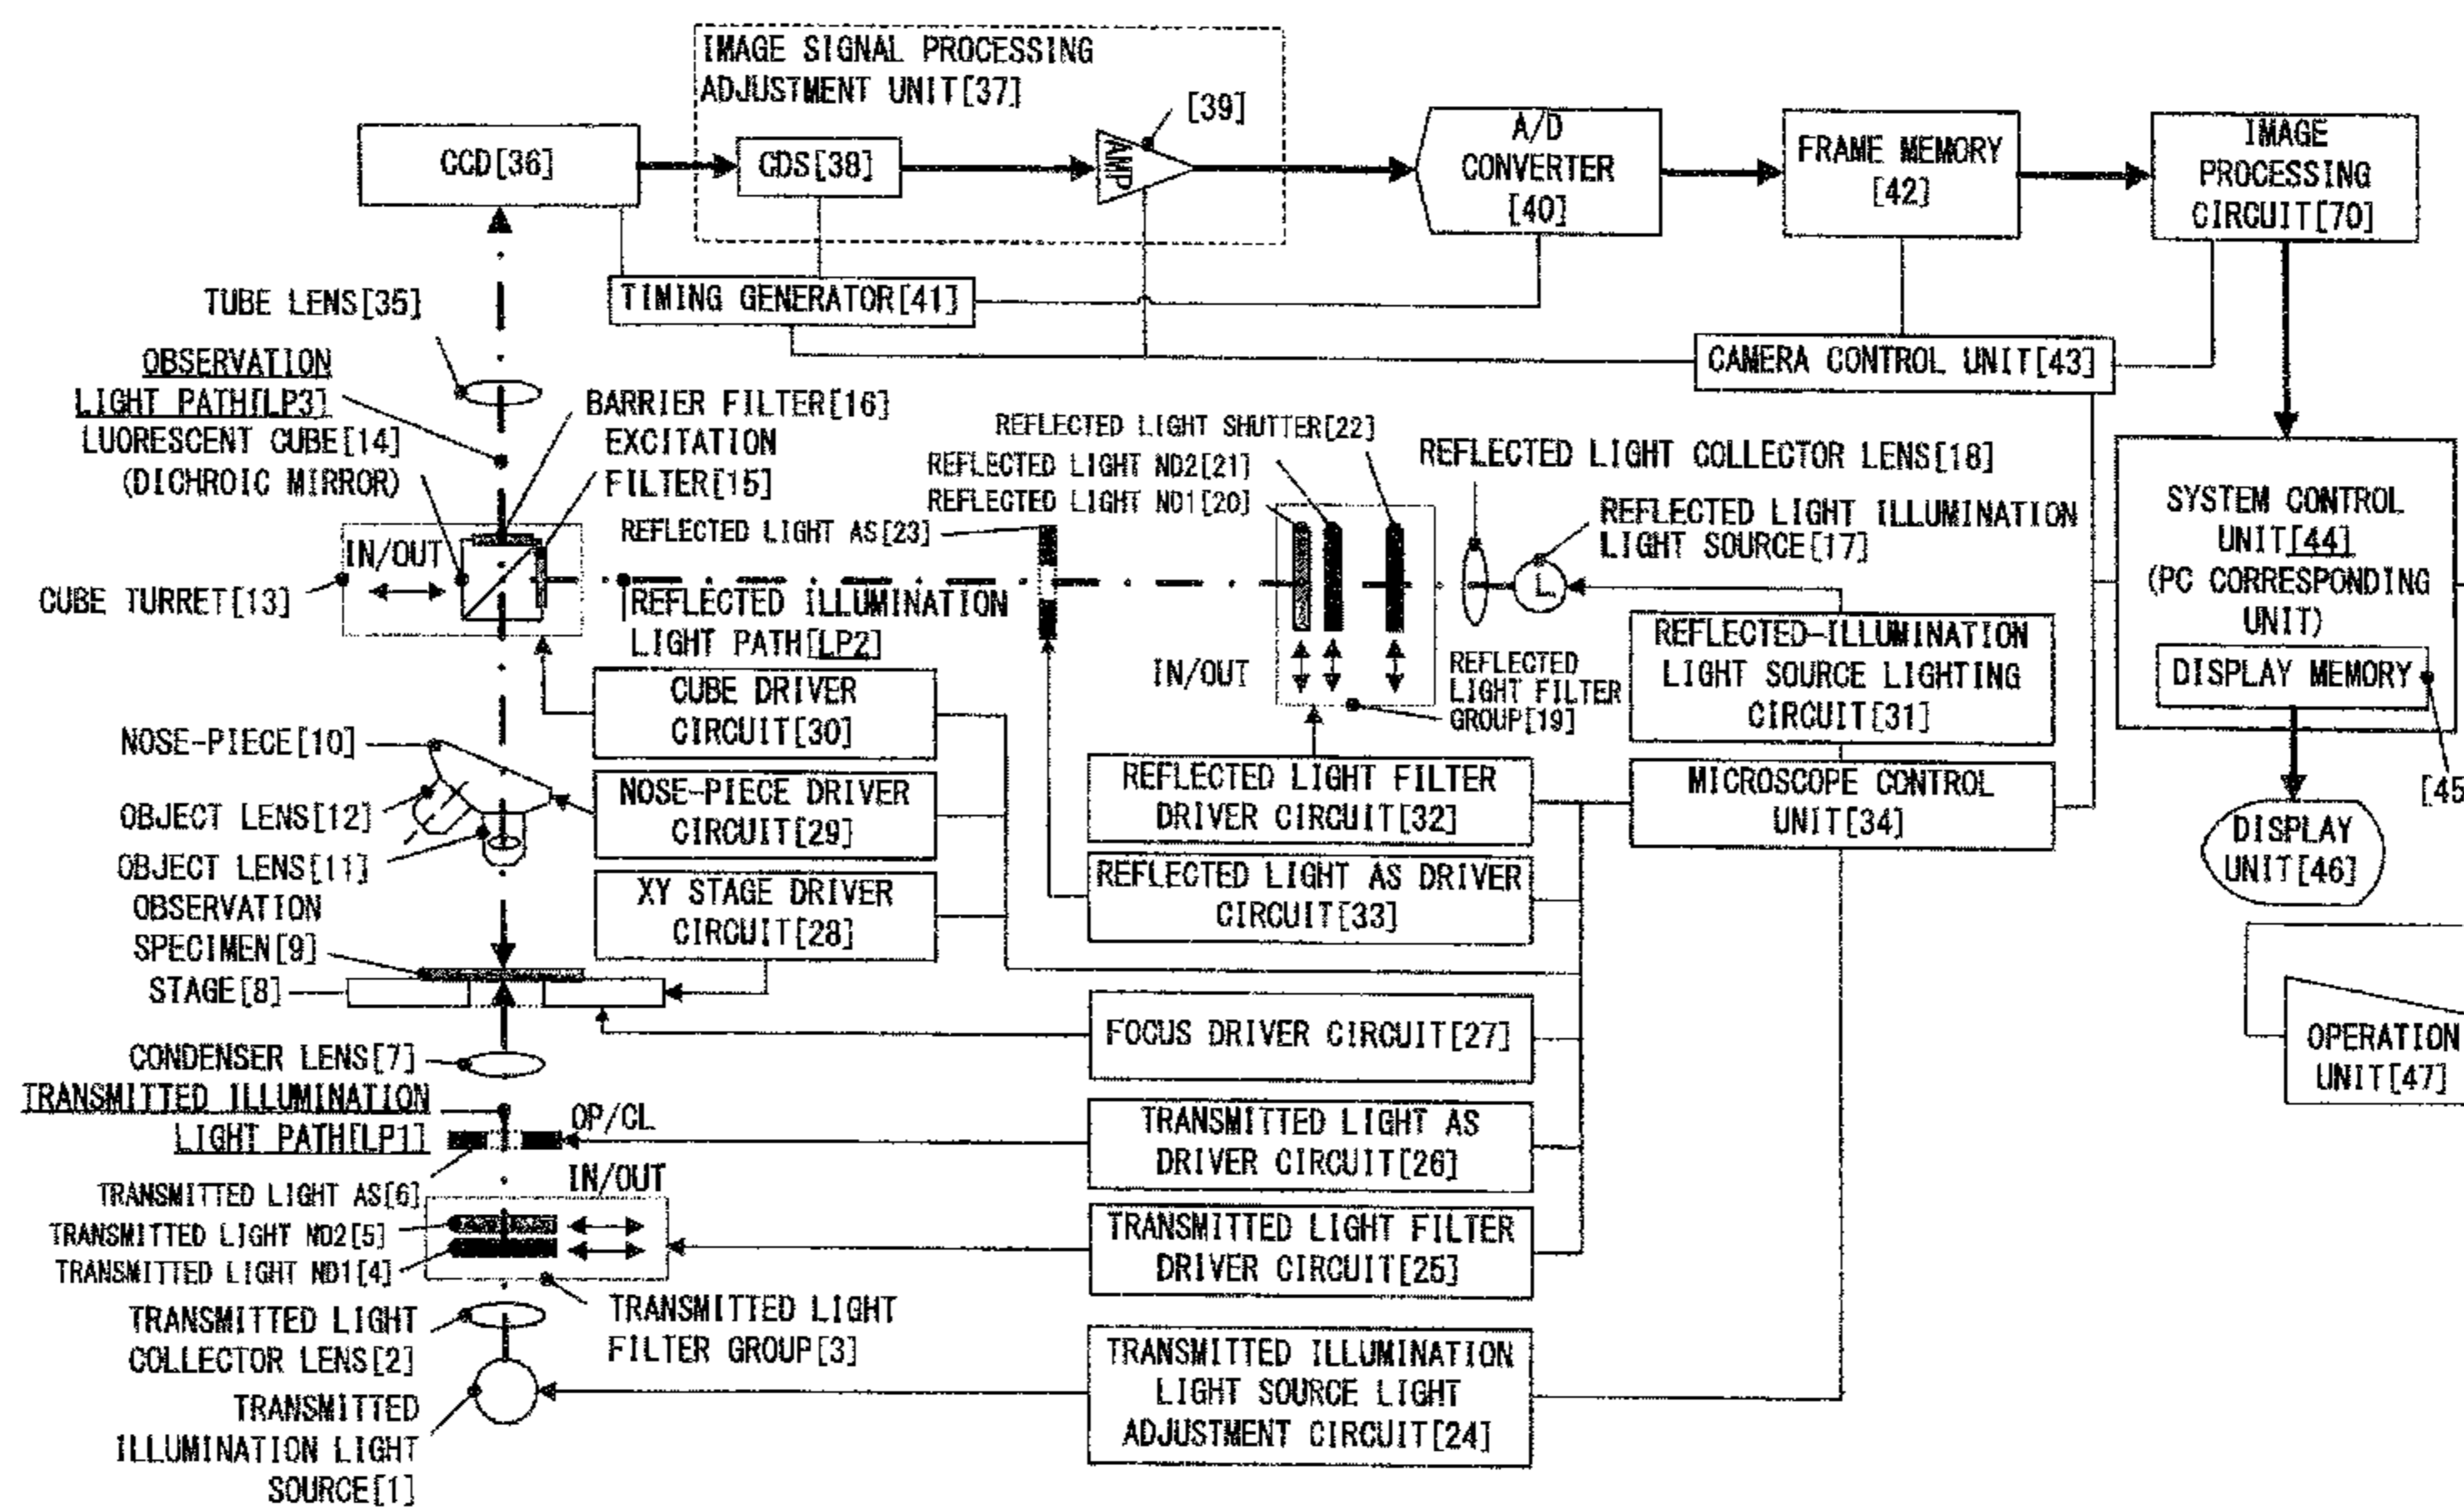 IMAGE SIGNAL PROCESSING
ADJUSTMENT UNIT[37]
[39]
CCD[36]
CDS[38]
AMP
A/D
CONVERTER
[40]
FRAME MEMORY
[42]
IMAGE
PROCESSING
CIRCUIT[70]
TIMING GENERATOR[41]
CAMERA CONTROL UNIT[43]
TUBE LENS[35]
OBSERVATION
LIGHT PATH[LP3]
LUORESCENT CUBE[14]
(DICHROIC MIRROR)
BARRIER FILTER[16]
EXCITATION
FILTER[15]
REFLECTED LIGHT SHUTTER[22]
REFLECTED LIGHT ND2[21]
REFLECTED LIGHT ND1[20]
REFLECTED LIGHT AS[23]
REFLECTED LIGHT COLLECTOR LENS[18]
REFLECTED LIGHT ILLUMINATION
LIGHT SOURCE[17]
L
IN/OUT
CUBE TURRET[13]
REFLECTED ILLUMINATION
LIGHT PATH[LP2]
IN/OUT
REFLECTED
LIGHT FILTER
GROUP[19]
REFLECTED-ILLUMINATION
LIGHT SOURCE LIGHTING
CIRCUIT[31]
SYSTEM CONTROL
UNIT[44]
(PC CORRESPONDING
UNIT)
DISPLAY MEMORY
[45
DISPLAY
UNIT[46]
OPERATION
UNIT[47]
CUBE DRIVER
CIRCUIT[30]
NOSE-PIECE[10]
OBJECT LENS[12]
OBJECT LENS[11]
NOSE-PIECE DRIVER
CIRCUIT[29]
REFLECTED LIGHT FILTER
DRIVER CIRCUIT[32]
MICROSCOPE CONTROL
UNIT[34]
OBSERVATION
SPECIMEN[9]
STAGE[8]
XY STAGE DRIVER
CIRCUIT[28]
REFLECTED LIGHT AS DRIVER
CIRCUIT[33]
FOCUS DRIVER CIRCUIT[27]
CONDENSER LENS[7]
TRANSMITTED ILLUMINATION
LIGHT PATH[LP1]
OP/CL
TRANSMITTED LIGHT AS
DRIVER CIRCUIT[26]
TRANSMITTED LIGHT AS[6]
TRANSMITTED LIGHT ND2[5]
TRANSMITTED LIGHT ND1[4]
IN/OUT
TRANSMITTED LIGHT FILTER
DRIVER CIRCUIT[25]
TRANSMITTED LIGHT
COLLECTOR LENS[2]
TRANSMITTED LIGHT
FILTER GROUP[3]
TRANSMITTED
ILLUMINATION LIGHT
SOURCE[1]
TRANSMITTED ILLUMINATION
LIGHT SOURCE LIGHT
ADJUSTMENT CIRCUIT[24]